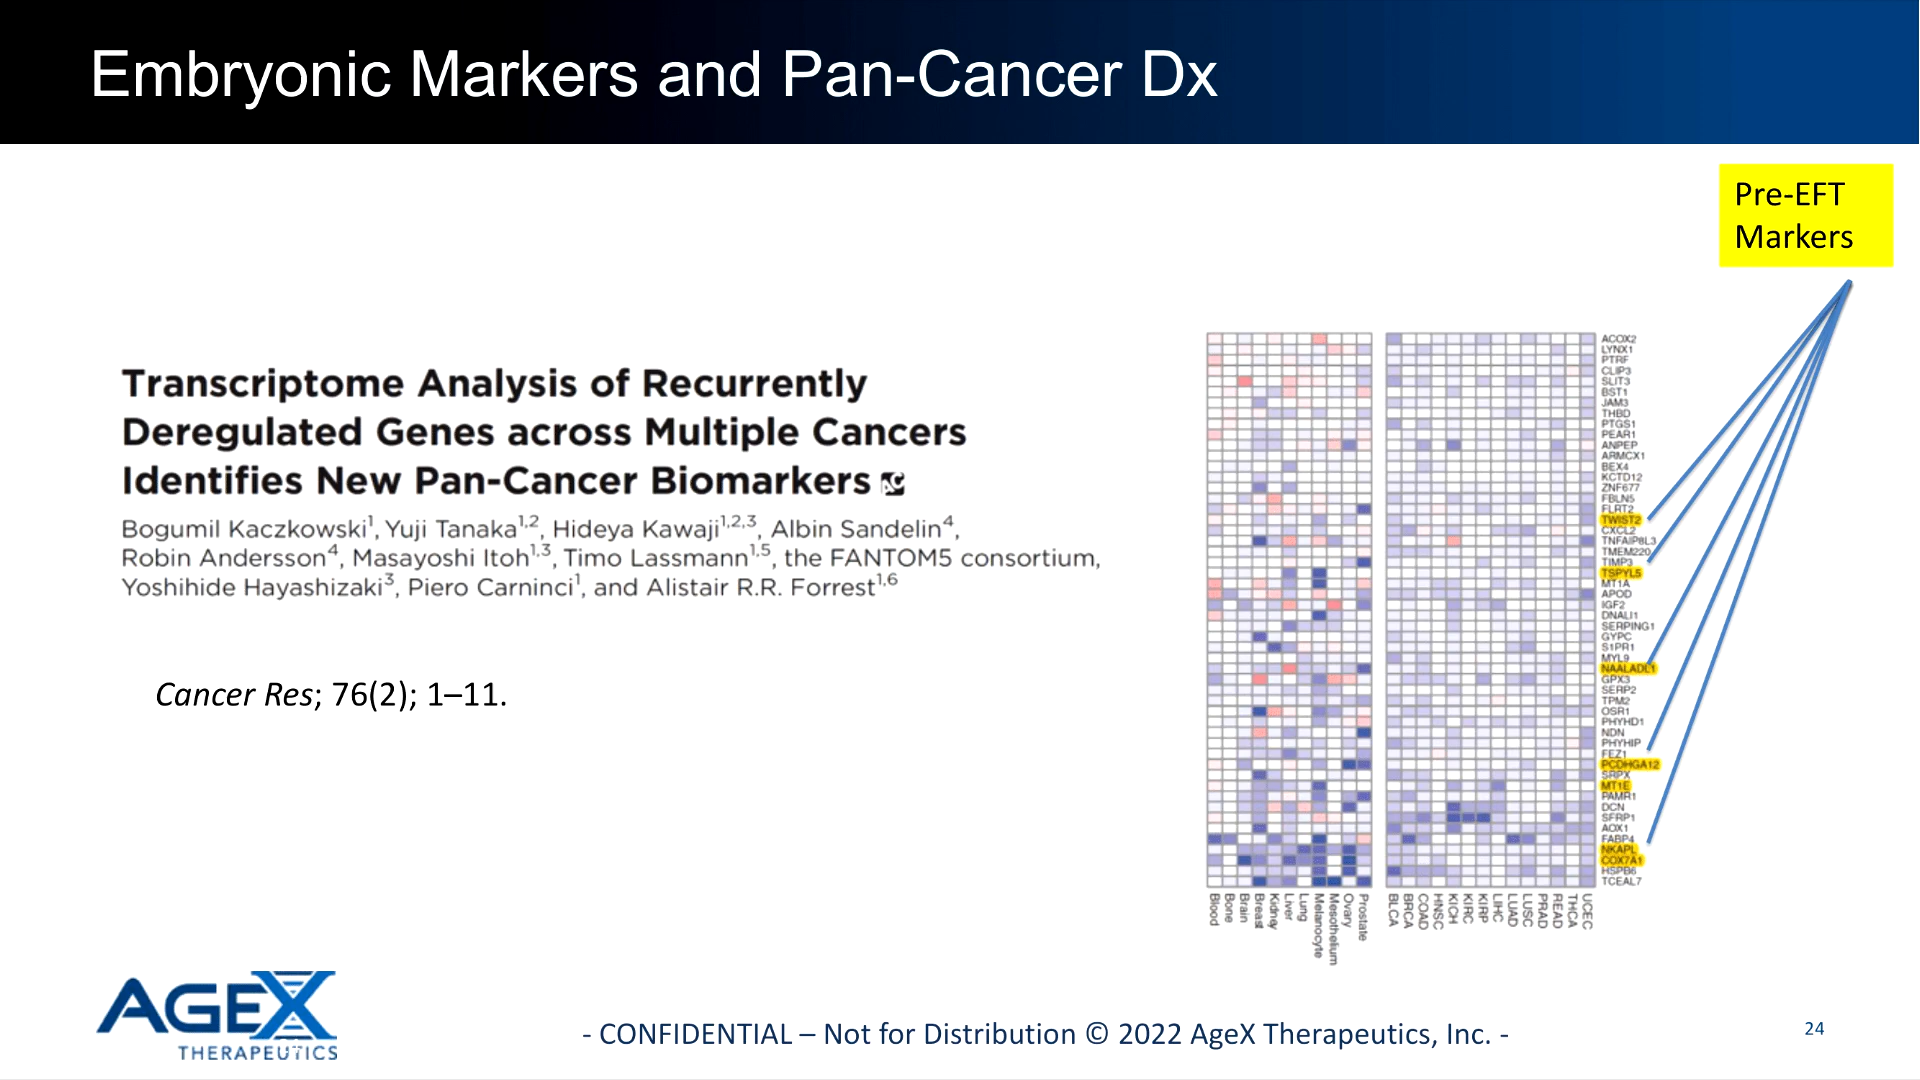 Embryonic Markers and Pan-Cancer Dx
Pre-EFT
Markers
Transcriptome Analysis of Recurrently
Deregulated Genes across Multiple Cancers
Identifies New Pan-Cancer Biomarkers AC
Bogumil Kaczkowski1, Yuji Tanaka1,2, Hideya Kawaji1,2,3, Albin Sandelin4,
Robin Andersson4, Masayoshi Itoh1,3, Timo Lassmann1,5, the FANTOM5 consortium,
Yoshihide Hayashizaki3, Piero Carninci1, and Alistair R.R. Forrest1,6
Cancer Res; 76(2); 1–11.
ACOX2
LYNX1
PTRF
CLIP3
SLIT3
BST1
JAM3
THBD
PTGS1
PEAR1
ANPEP
ARMCX1
BEX4
KCTD12
ZNF677
FBLN5
FLRT2
TWIST2
CXCL2
TNFAIP8L3
TMEM220
TIMP3
TSPYL5
MT1A
APOD
IGF2
DNALI1
SERPING1
GYPC
S1PR1
MYL9
NAALADL1
GPX3
SERP2
TPM2
OSR1
PHYHD1
NDN
PHYHIP
FEZ1
PCDHGA12
SRPX
MT1E
PAMR1
DCN
SFRP1
AOX1
FABP4
NKAPL
COX7A1
HSPB6
TCEAL7
Blood
Bone
Brain
Breast
Kidney
Liver
Lung
Melanocyte
Mesothelium
Ovary
Prostate
BLCA
BRCA
COAD
HNSC
KICH
KIRC
KIRP
LIHC
LUAD
LUSC
PRAD
READ
THCA
UCEC
AGEX
THERAPEUTICS
- CONFIDENTIAL – Not for Distribution © 2022 AgeX Therapeutics, Inc. -
24